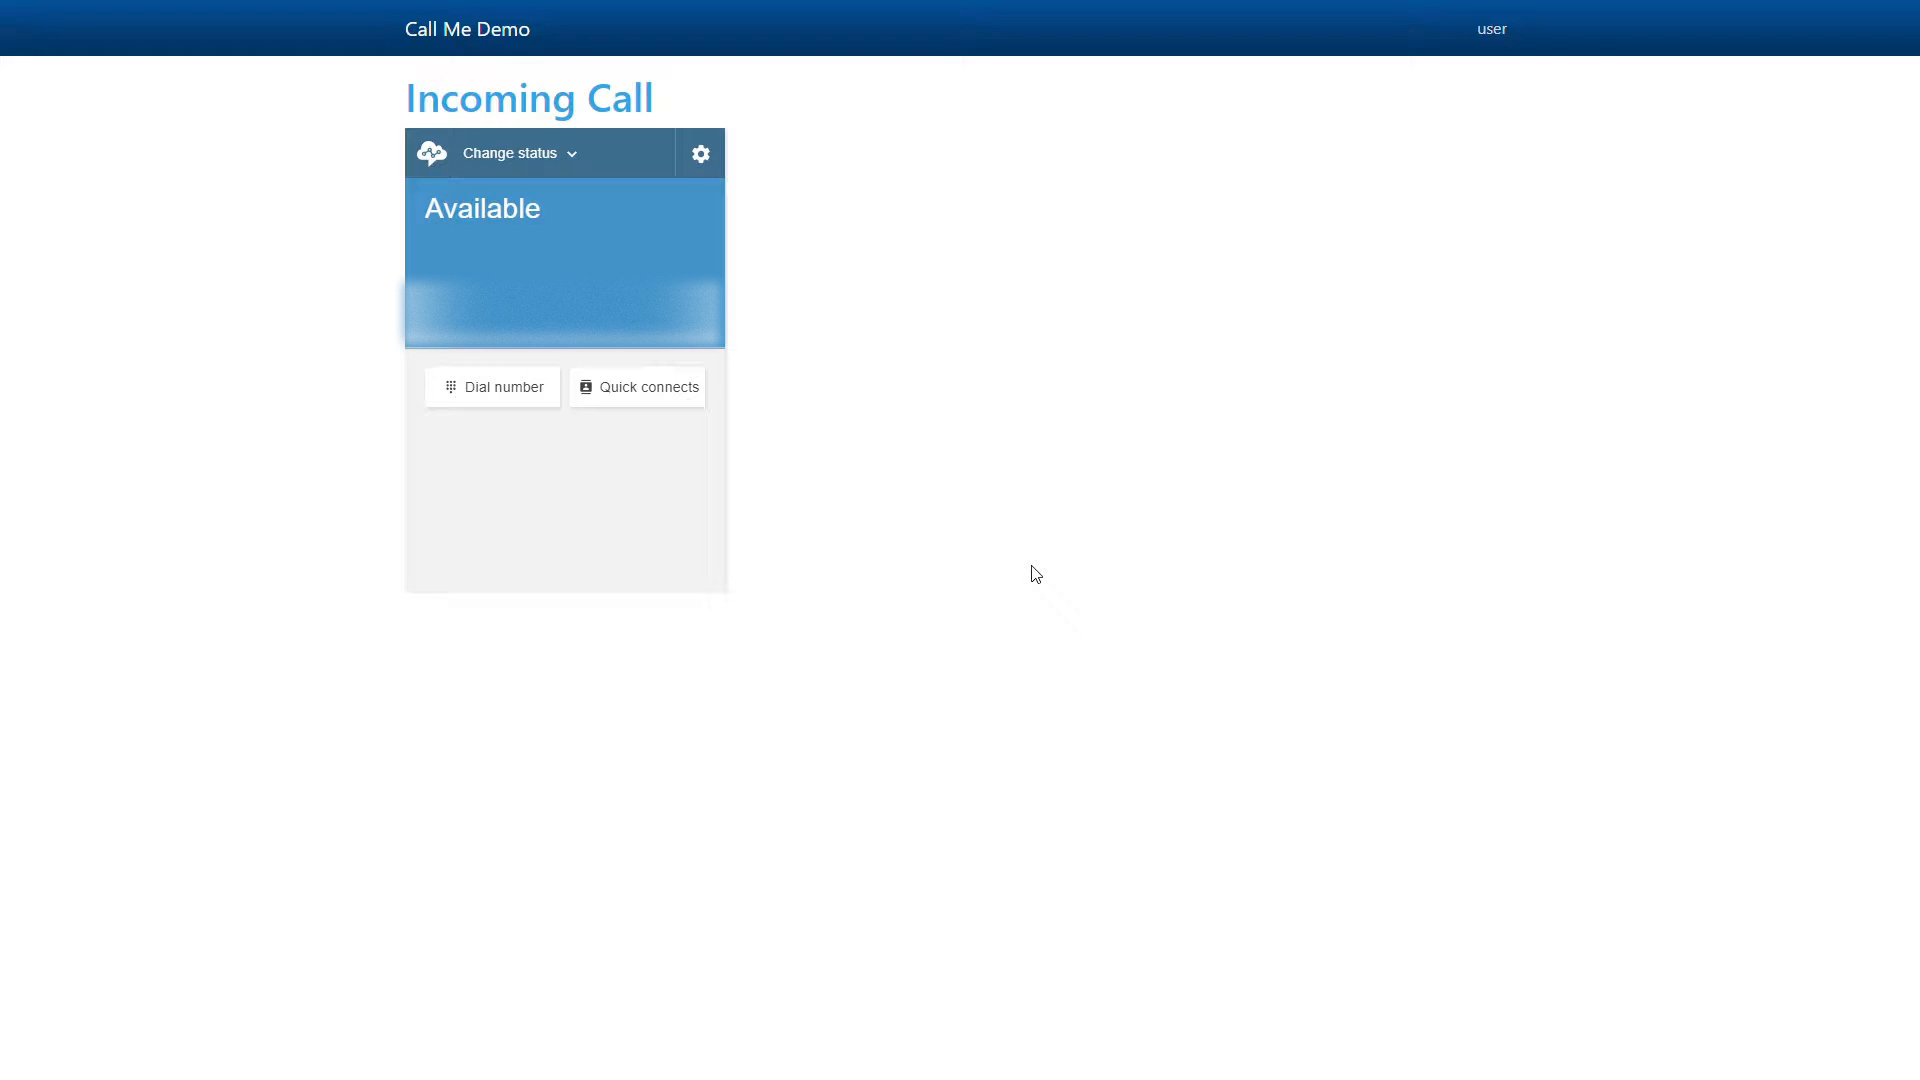 Call Me Demo
user
Incoming Call
Change status
Available
Dial number
Quick connects